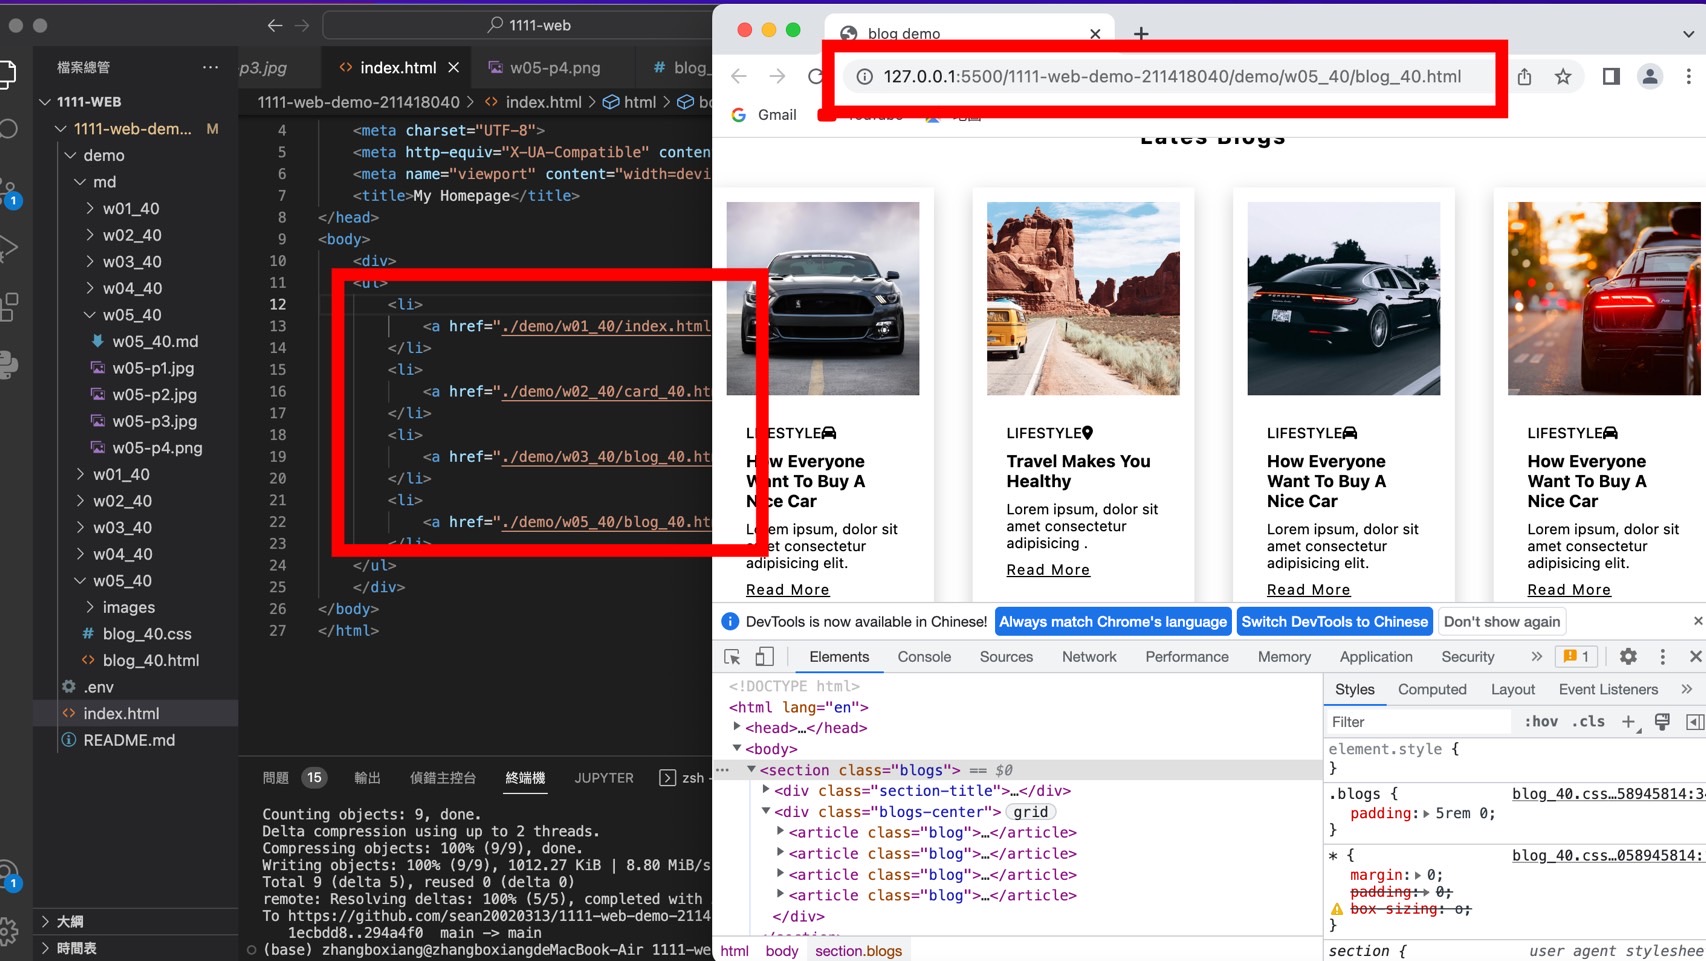 1111-web
檔案總管
1111-WEB
1111-web-dem... M
demo
md
w01_40
w02_40
w03_40
w04_40
w05_40
w05_40.md
w05-p1.jpg
w05-p2.jpg
w05-p3.jpg
w05-p4.png
w01_40
w02_40
w03_40
w04_40
w05_40
images
blog_40.css
blog_40.html
.env
index.html
README.md
大綱
時間表
1
1
p3.jpg
index.html
w05-p4.png
# blog_
1111-web-demo-211418040 > index.html > html > bo
4 <meta charset="UTF-8">
5 <meta http-equiv="X-UA-Compatible" conten
6 <meta name="viewport" content="width=devi
7 <title>My Homepage</title>
8 </head>
9 <body>
10 <div>
11 <ul>
12 <li>
13 <a href="./demo/w01_40/index.html
14 </li>
15 <li>
16 <a href="./demo/w02_40/card_40.ht
17 </li>
18 <li>
19 <a href="./demo/w03_40/blog_40.ht
20 </li>
21 <li>
22 <a href="./demo/w05_40/blog_40.ht
23 </li>
24 </ul>
25 </div>
26 </body>
27 </html>
問題 15 輸出 偵錯主控台 終端機 JUPYTER zsh -
Counting objects: 9, done.
Delta compression using up to 2 threads.
Compressing objects: 100% (9/9), done.
Writing objects: 100% (9/9), 1012.27 KiB | 8.80 MiB/s
Total 9 (delta 5), reused 0 (delta 0)
remote: Resolving deltas: 100% (5/5), completed with
To https://github.com/sean20020313/1111-web-demo-2114
1ecbdd8..294a4f0 main -> main
(base) zhangboxiang@zhangboxiangdeMacBook-Air 1111-we
blog demo
127.0.0.1:5500/1111-web-demo-211418040/demo/w05_40/blog_40.html
Gmail
YouTube
地圖
Lates Blogs
LIFESTYLE
How Everyone
Want To Buy A
Nice Car
Lorem ipsum, dolor sit
amet consectetur
adipisicing elit.
Read More
LIFESTYLE
Travel Makes You
Healthy
Lorem ipsum, dolor sit
amet consectetur
adipisicing .
Read More
LIFESTYLE
How Everyone
Want To Buy A
Nice Car
Lorem ipsum, dolor sit
amet consectetur
adipisicing elit.
Read More
LIFESTYLE
How Everyone
Want To Buy A
Nice Car
Lorem ipsum, dolor sit
amet consectetur
adipisicing elit.
Read More
DevTools is now available in Chinese! Always match Chrome's language Switch DevTools to Chinese Don't show again
Elements Console Sources Network Performance Memory Application Security 1
<!DOCTYPE html>
<html lang="en">
<head>…</head>
<body>
<section class="blogs"> == $0
<div class="section-title">…</div>
<div class="blogs-center"> grid
<article class="blog">…</article>
<article class="blog">…</article>
<article class="blog">…</article>
<article class="blog">…</article>
</div>
html body section.blogs
Styles Computed Layout Event Listeners
Filter :hov .cls
element.style {
}
.blogs { blog_40.css…58945814:3
padding: 5rem 0;
}
* { blog_40.css…058945814:
margin: 0;
padding: 0;
box-sizing: o;
}
section { user agent styleshee